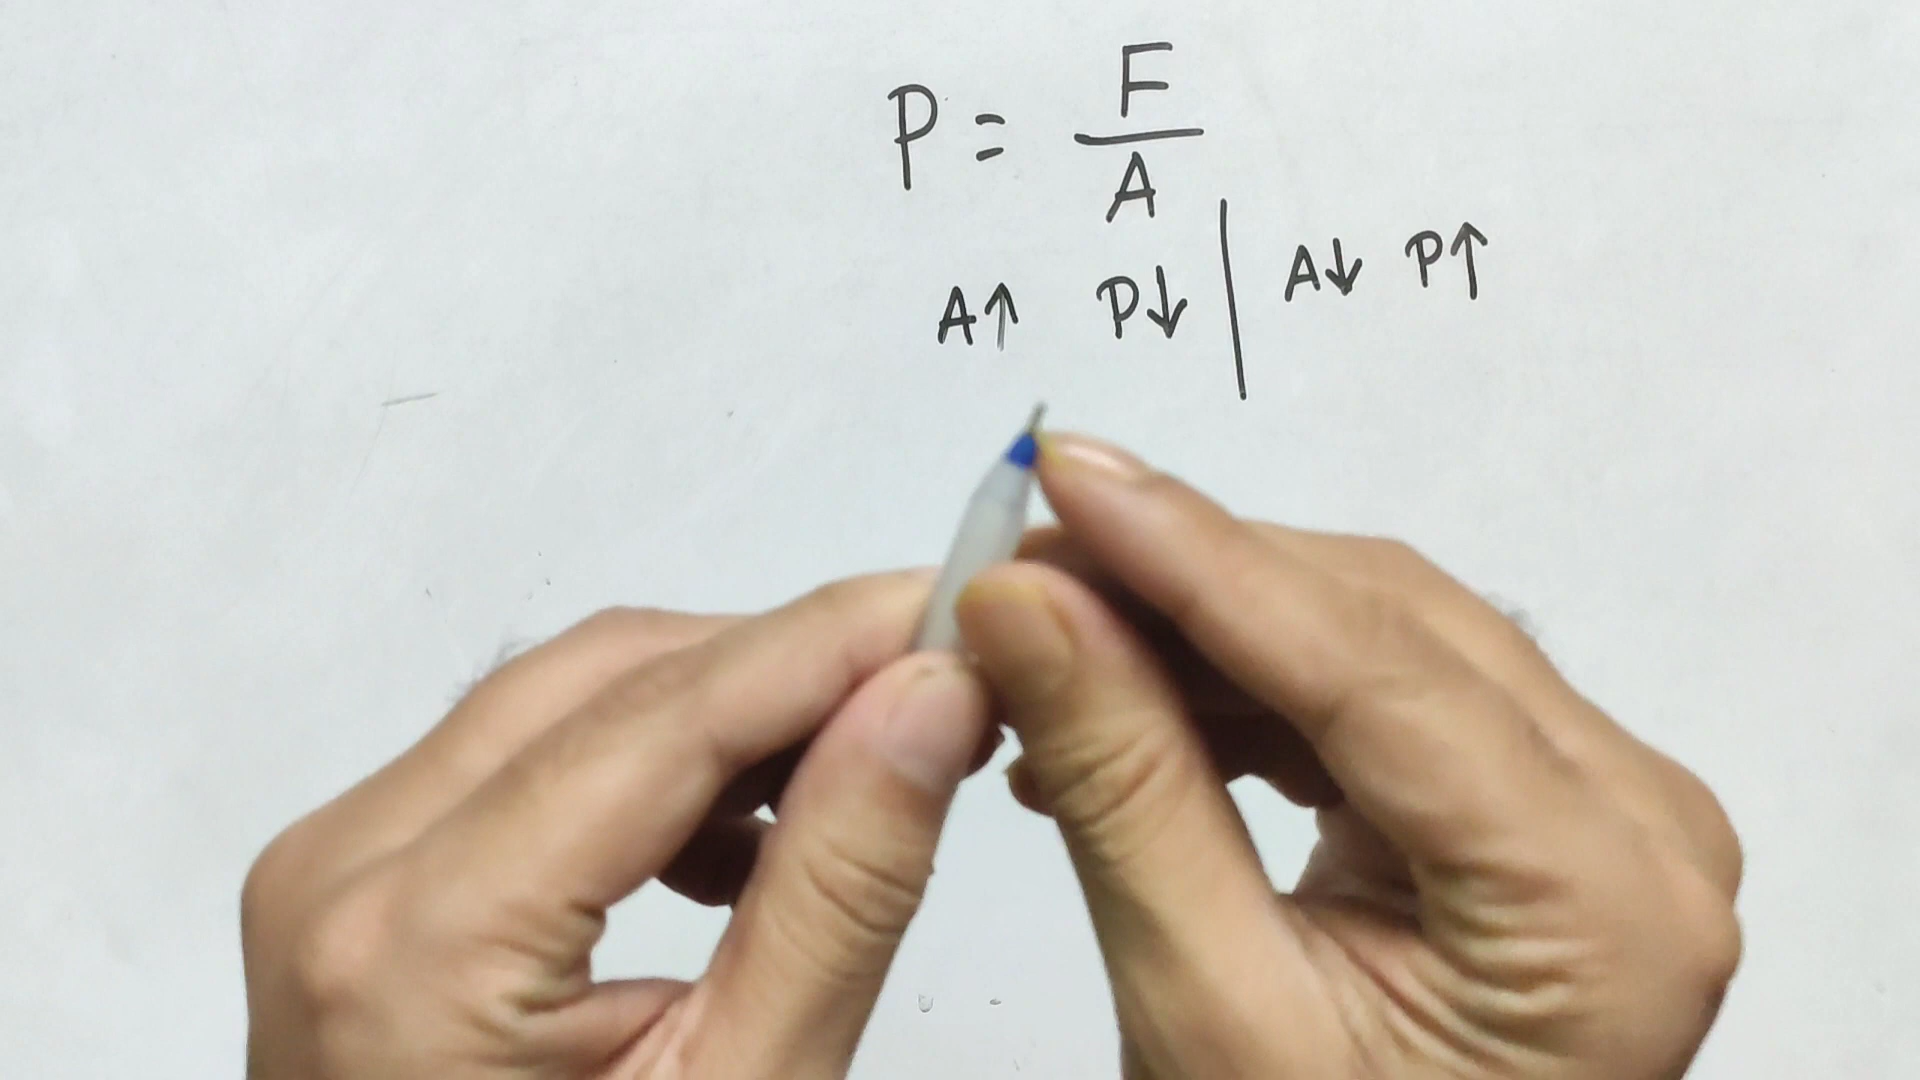 P = F/A
A↑ P↓ | A↓ P↑